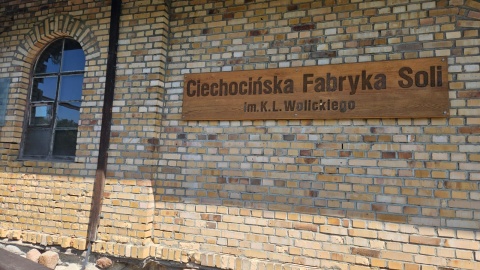 Ciechocińska Fabryka Soli
im.K.L.Wolickiego